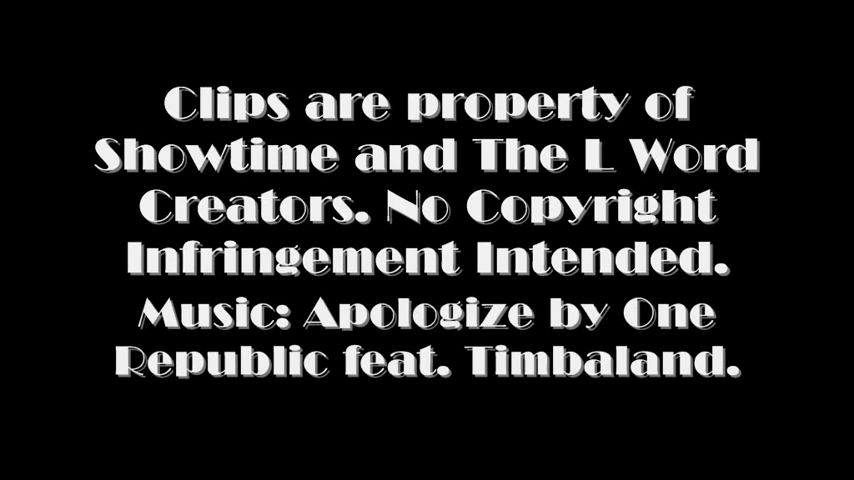 Clips are property of
Showtime and The L Word
Creators. No Copyright
Infringement Intended.
Music: Apologize by One
Republic feat. Timbaland.